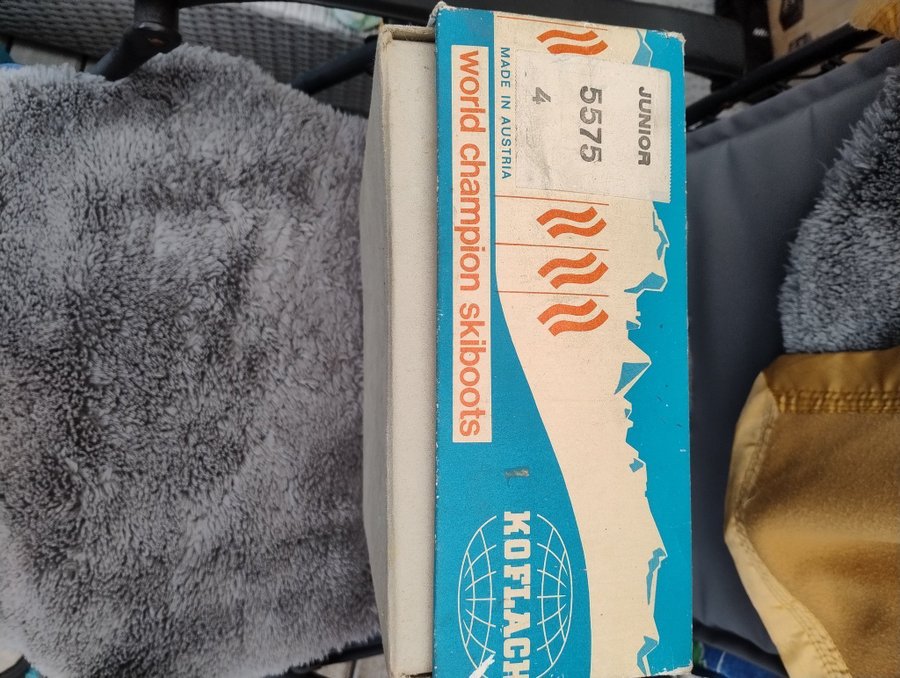 JUNIOR
5575
4
MADE IN AUSTRIA
world champion skiboots
KOFLACH